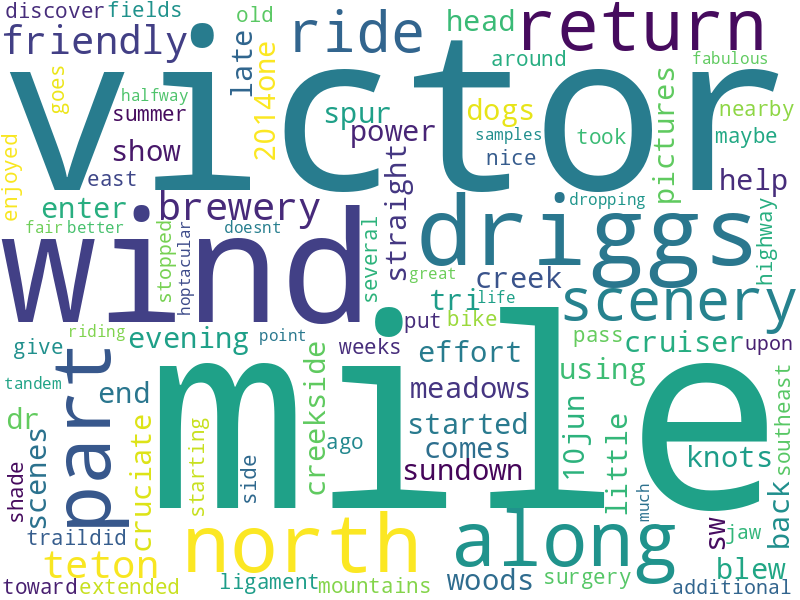 discover fields old head return
friendly ride late one around fabulous
victor
goes halfway summer 2014 spur dogs pictures nearby
show power samples took maybe
east nice help
enjoyed enter brewery straight dropping
fair better doesnt driggs highway
wind stopped hoptacular several great creek
tri life scenery
riding evening point put bike pass cruiser upon
give weeks effort
tandem part end creekside meadows using
mile
dr scenes cruciate starting side ago started comes 10jun little southeast
shade sundown knots
traildid north along much sw jaw back
teton blew
toward extended ligament mountains woods surgery additional